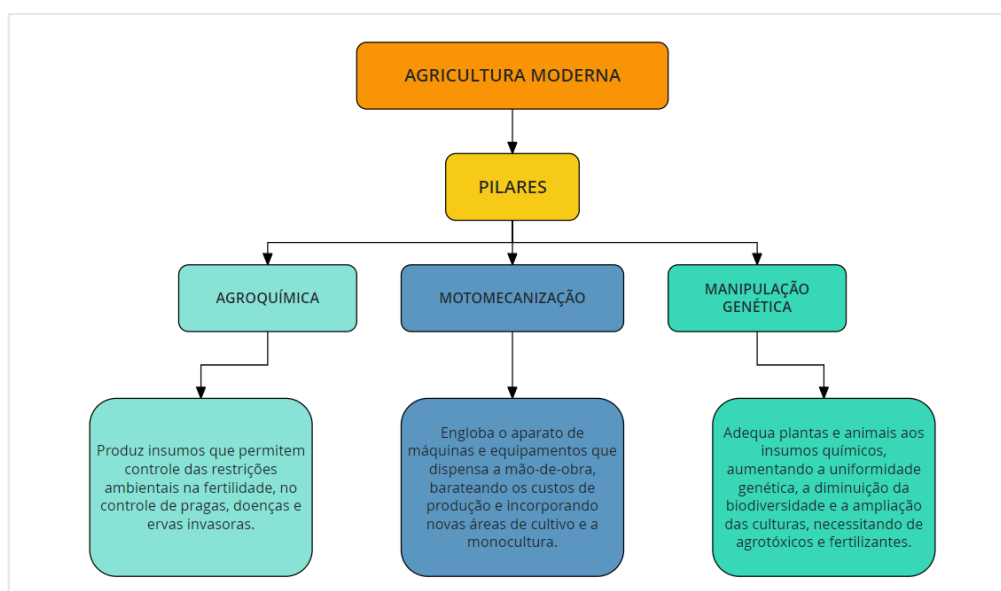 AGRICULTURA MODERNA
PILARES
AGROQUÍMICA
MOTOMECANIZAÇÃO
MANIPULAÇÃO
GENÉTICA
Produz insumos que permitem
controle das restrições
ambientais na fertilidade, no
controle de pragas, doenças e
ervas invasoras.
Engloba o aparato de
máquinas e equipamentos que
dispensa a mão-de-obra,
barateando os custos de
produção e incorporando
novas áreas de cultivo e a
monocultura.
Adequa plantas e animais aos
insumos químicos,
aumentando a uniformidade
genética, a diminuição da
biodiversidade e a ampliação
das culturas, necessitando de
agrotóxicos e fertilizantes.